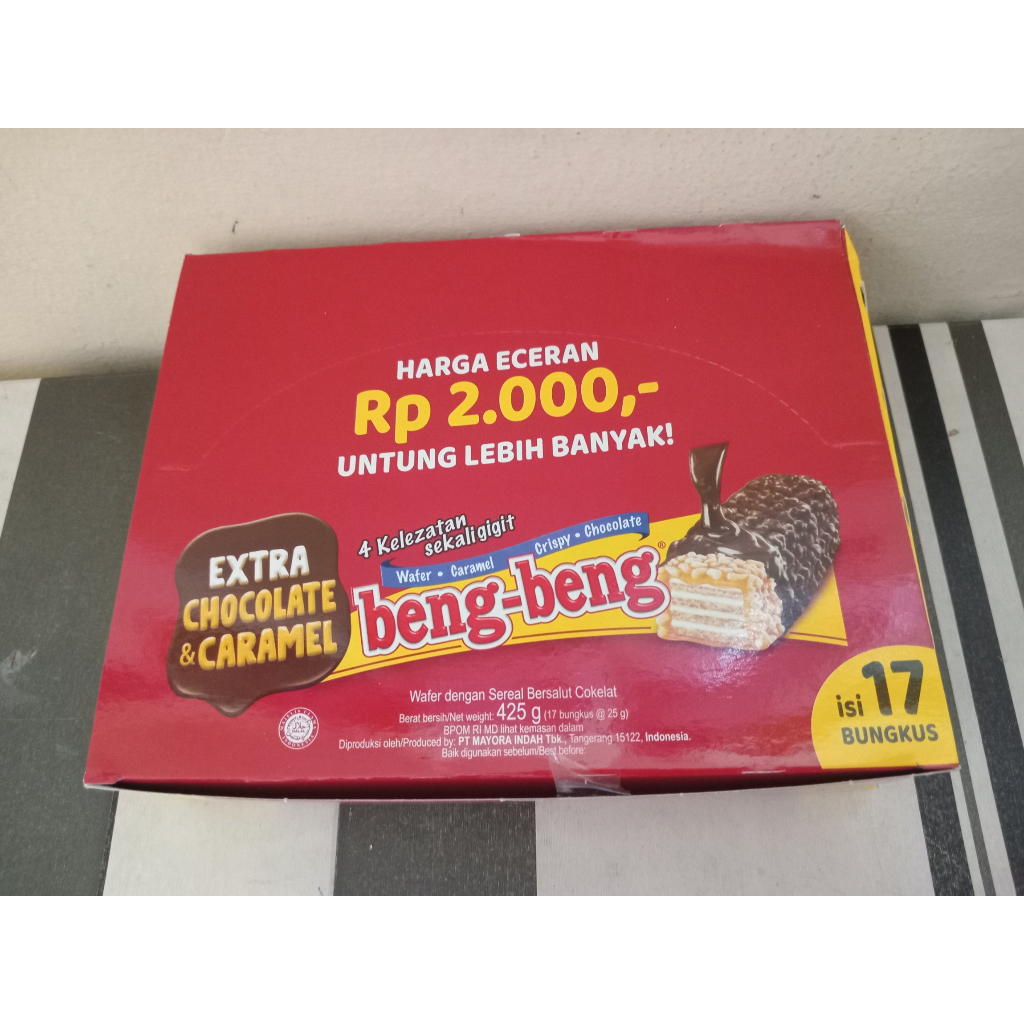 HARGA ECERAN
Rp 2.000,-
UNTUNG LEBIH BANYAK!
4 Kelezatan
sekali gigit
Wafer • Caramel Crispy • Chocolate
beng-beng®
EXTRA
CHOCOLATE
& CARAMEL
Wafer dengan Sereal Bersalut Cokelat
Berat bersih/Net weight: 425 g (17 bungkus @ 25 g)
BPOM RI MD lihat kemasan dalam
Diproduksi oleh/Produced by: PT MAYORA INDAH Tbk., Tangerang 15122, Indonesia.
Baik digunakan sebelum/Best before:
isi 17
BUNGKUS